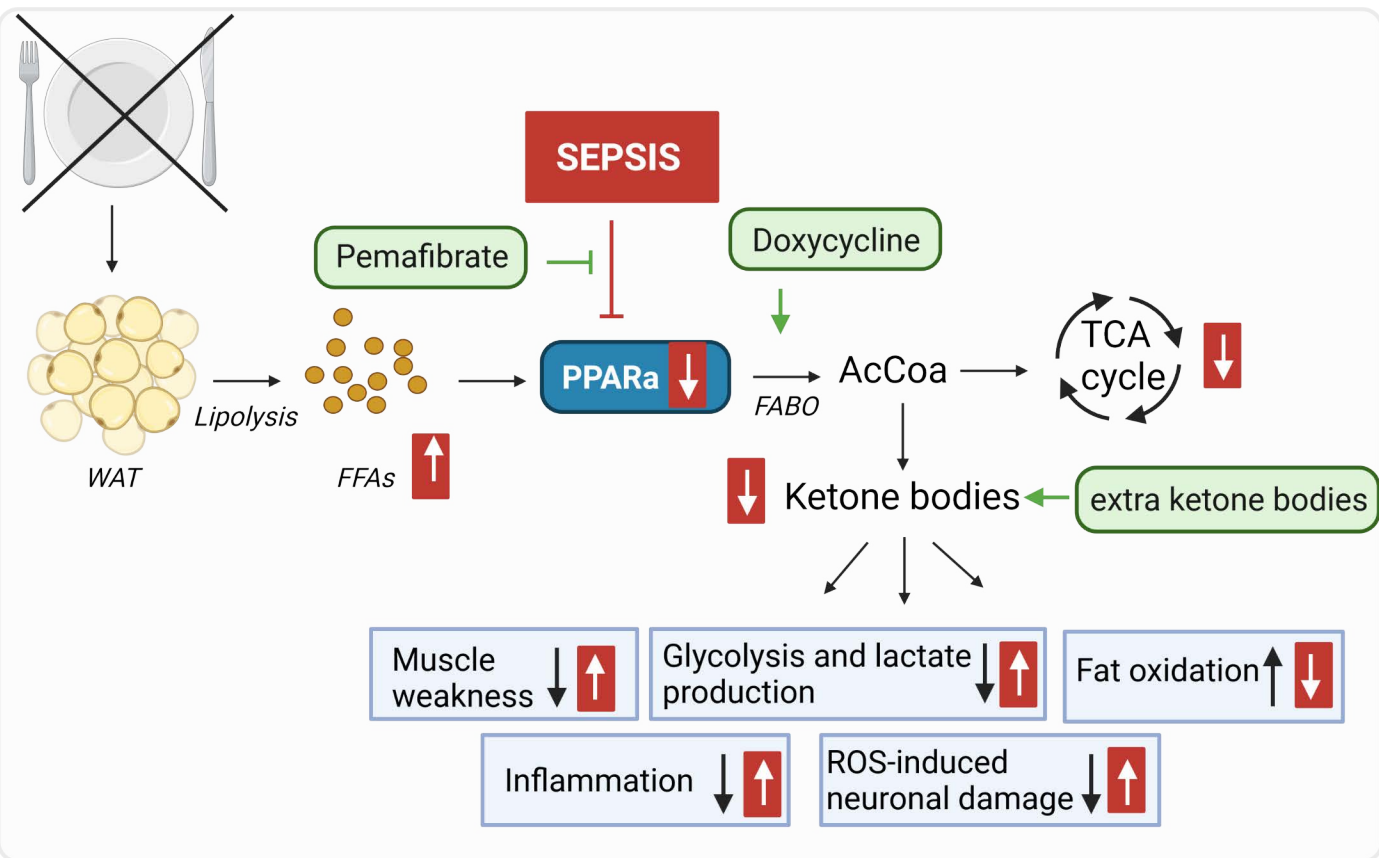 SEPSIS
Pemafibrate
Doxycycline
PPARa
AcCoa
TCA
cycle
Lipolysis
FABO
WAT
FFAs
Ketone bodies
extra ketone bodies
Muscle
weakness
Glycolysis and lactate
production
Fat oxidation
Inflammation
ROS-induced
neuronal damage